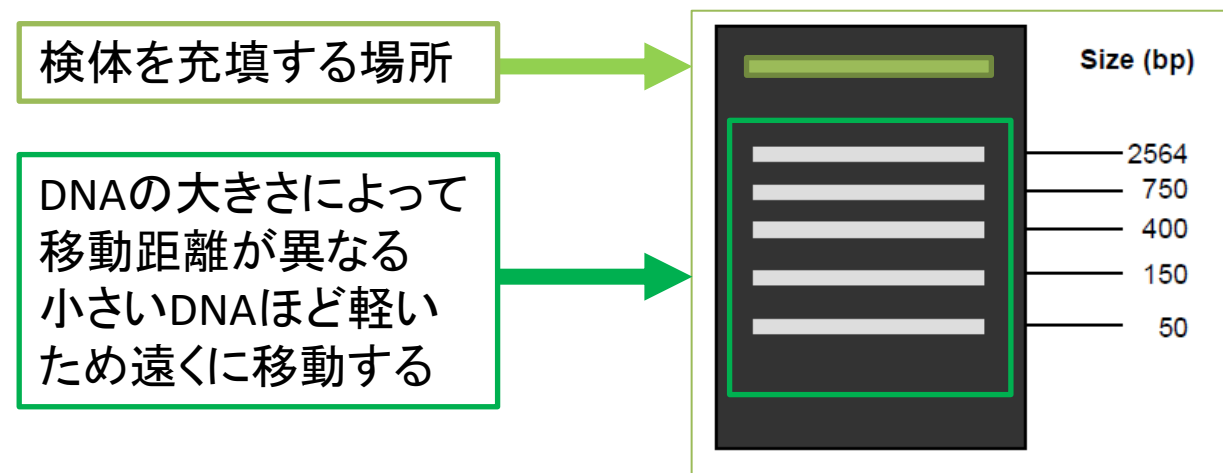 検体を充填する場所
DNAの大きさによって
移動距離が異なる
小さいDNAほど軽い
ため遠くに移動する
Size (bp)
2564
750
400
150
50